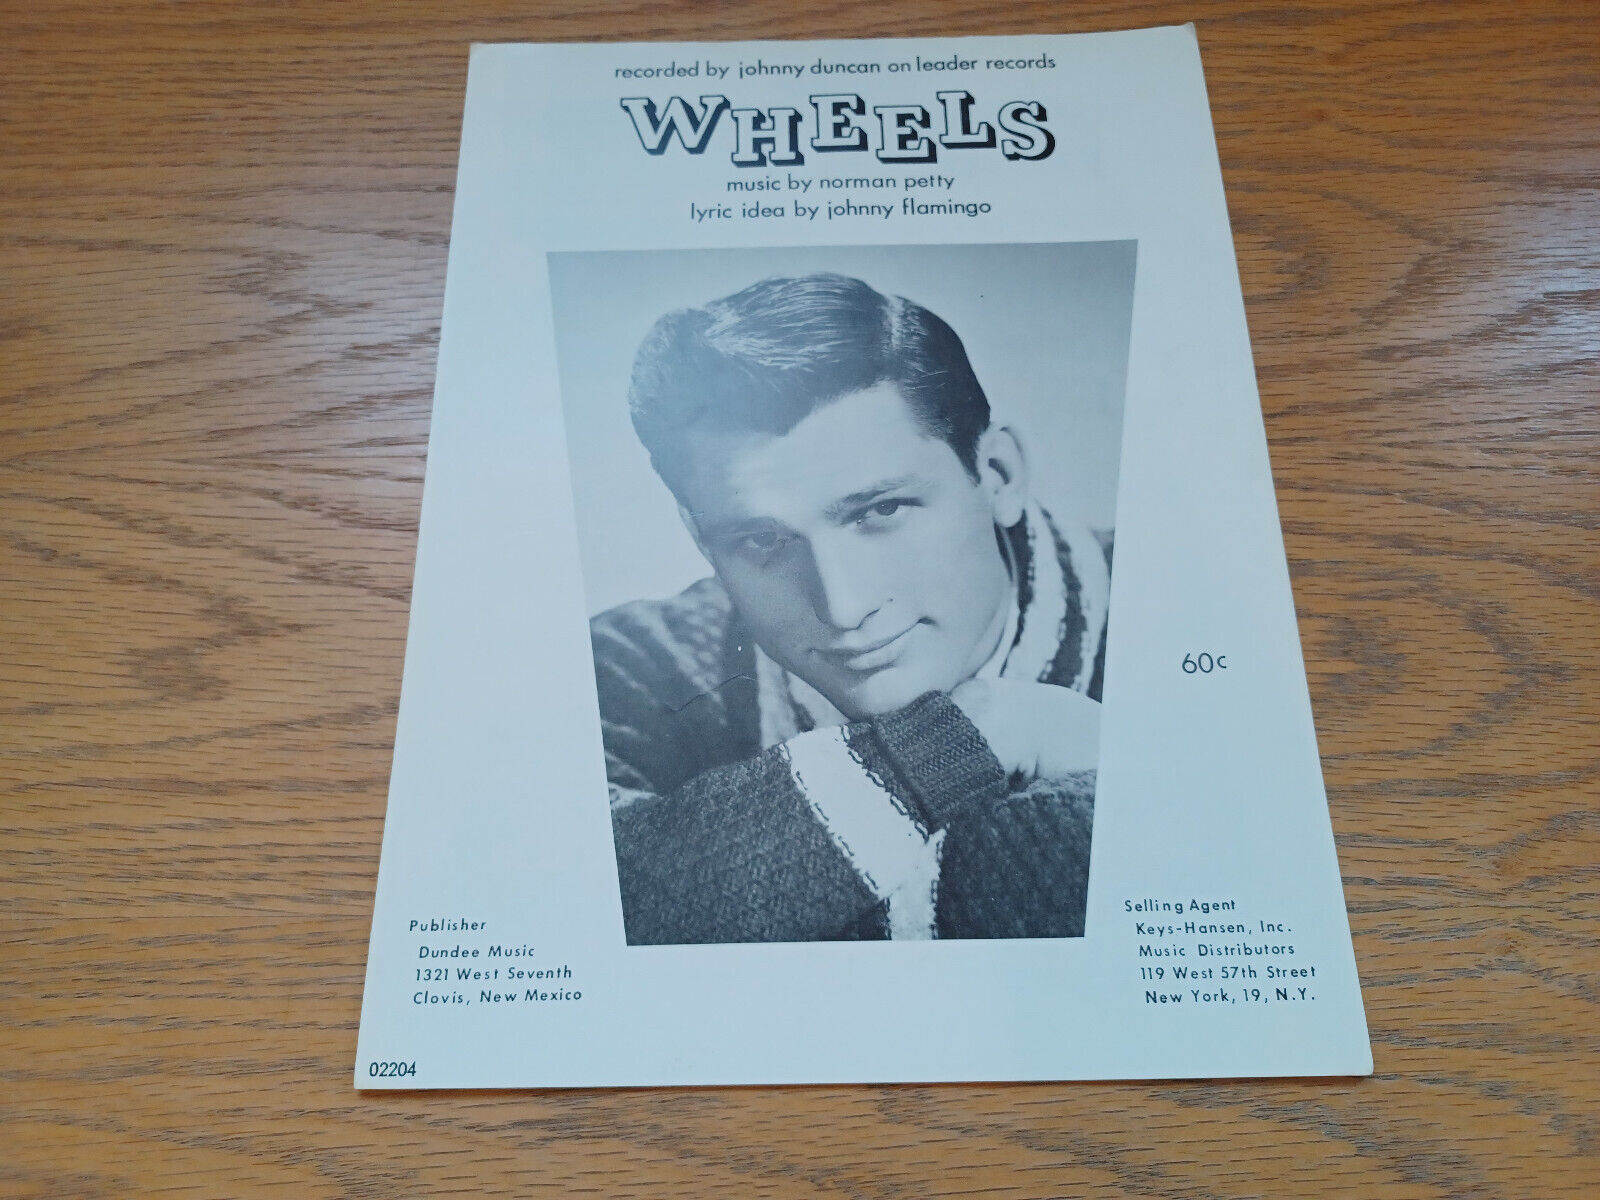 recorded by johnny duncan on leader records
WHEELS
music by norman petty
lyric idea by johnny flamingo
60c
Publisher
Dundee Music
1321 West Seventh
Clovis, New Mexico
Selling Agent
Keys-Hansen, Inc.
Music Distributors
119 West 57th Street
New York, 19, N.Y.
02204